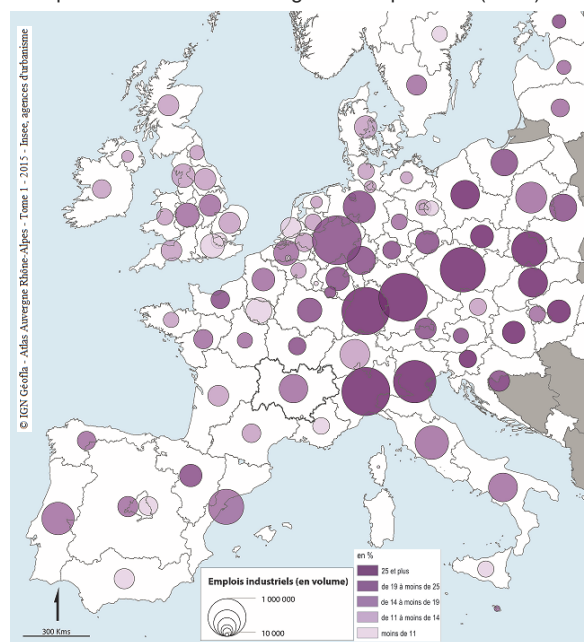 © IGN Géofla - Atlas Auvergne Rhône-Alpes - Tome 1 - 2015 - Insee, agences d'urbanisme
300 Kms
Emplois industriels (en volume)
1 000 000
10 000
en %
25 et plus
de 19 à moins de 25
de 14 à moins de 19
de 11 à moins de 14
moins de 11